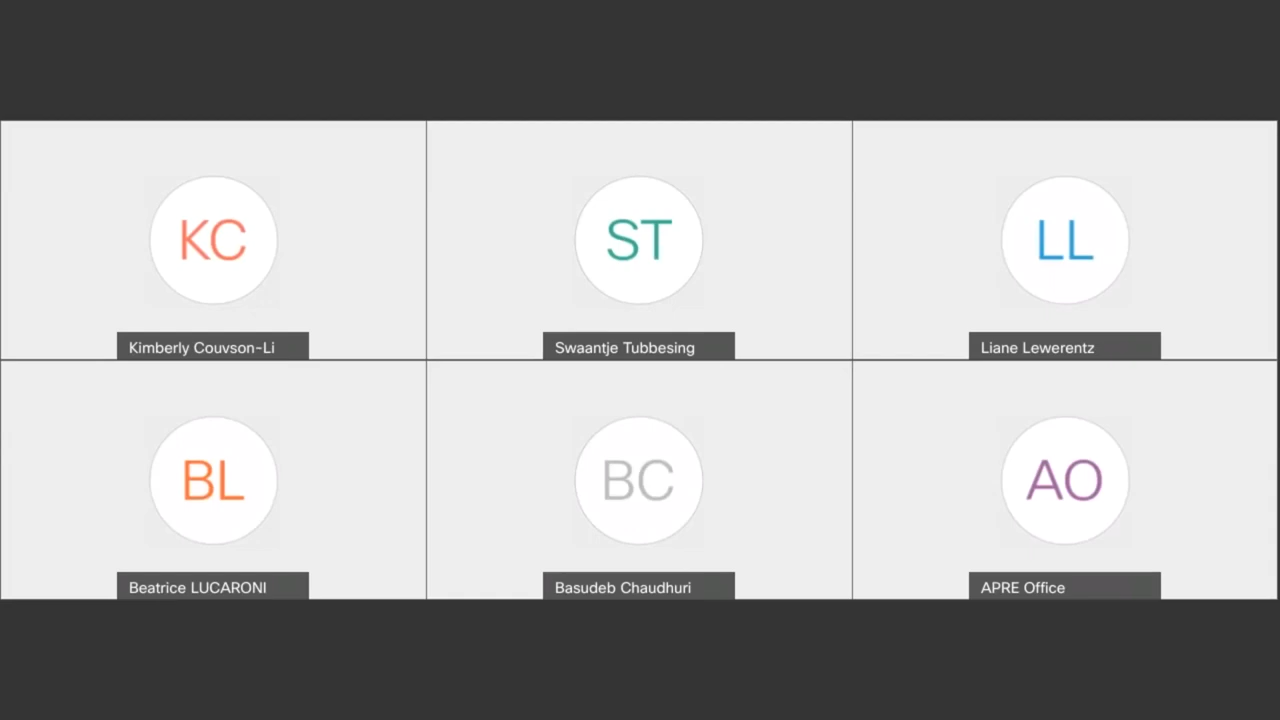 KC
ST
LL
Kimberly Couvson-Li
Swaantje Tubbesing
Liane Lewerentz
BL
BC
AO
Beatrice LUCARONI
Basudeb Chaudhuri
APRE Office